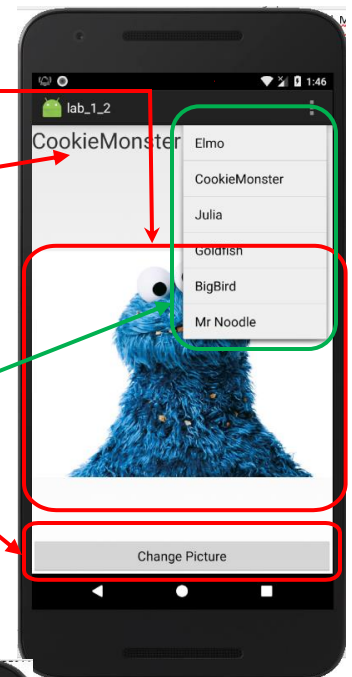 1:46
lab_1_2
CookieMonster
Elmo
CookieMonster
Julia
Goldfish
BigBird
Mr Noodle
Change Picture